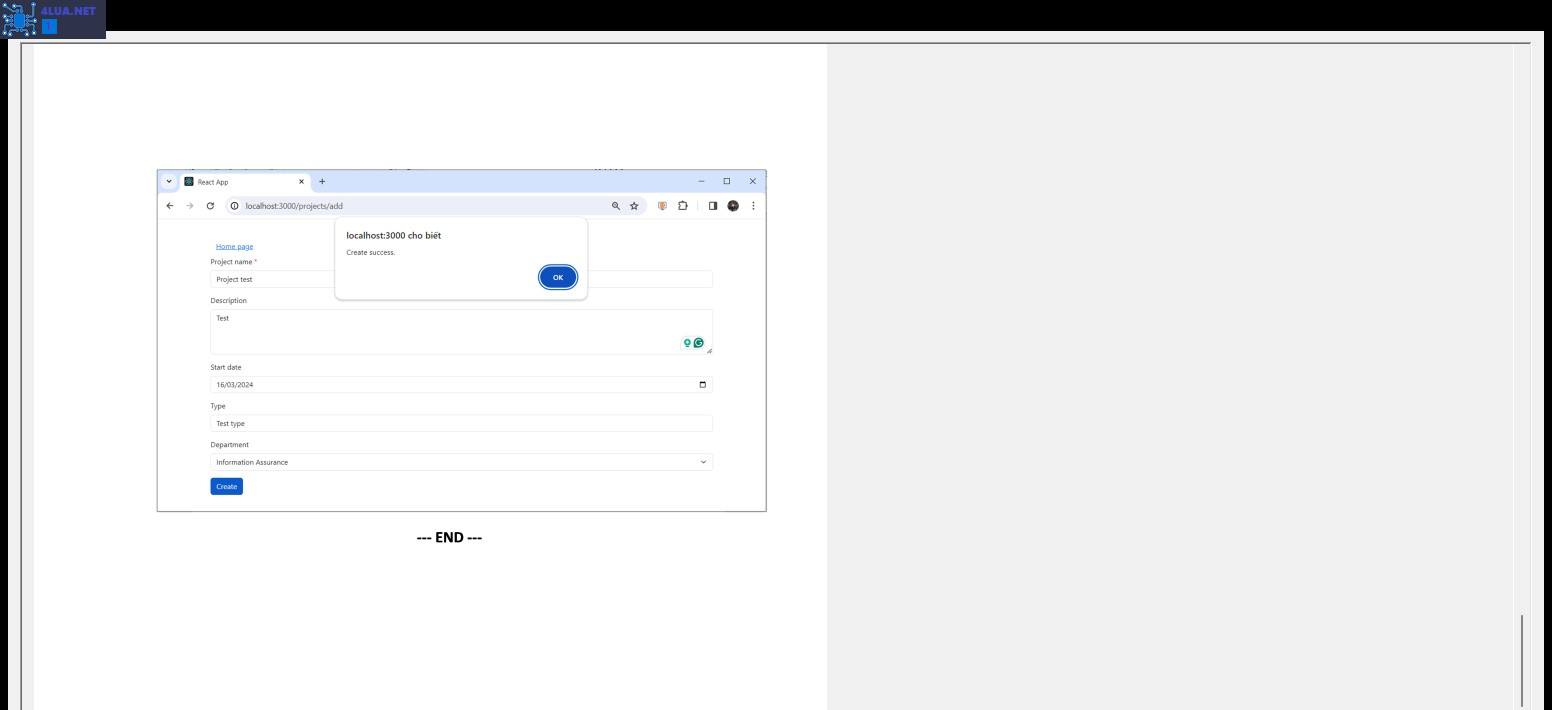 4LUA.NET
1
React App
localhost:3000/projects/add
localhost:3000 cho biết
Create success.
OK
Home page
Project name *
Project test
Description
Test
Start date
16/03/2024
Type
Test type
Department
Information Assurance
Create
--- END ---